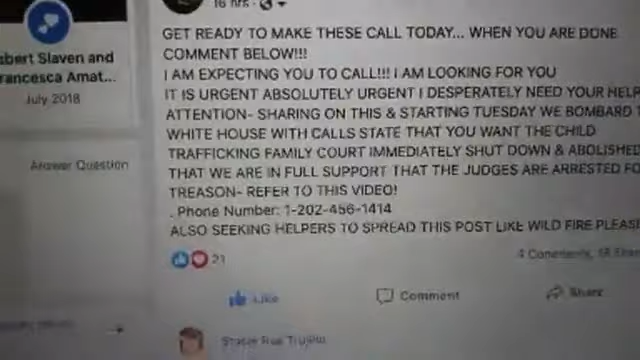 16 hrs
GET READY TO MAKE THESE CALL TODAY... WHEN YOU ARE DONE
COMMENT BELOW!!!
I AM EXPECTING YOU TO CALL!!! I AM LOOKING FOR YOU
IT IS URGENT ABSOLUTELY URGENT I DESPERATELY NEED YOUR HELP
ATTENTION- SHARING ON THIS & STARTING TUESDAY WE BOMBARD T
WHITE HOUSE WITH CALLS STATE THAT YOU WANT THE CHILD
TRAFFICKING FAMILY COURT IMMEDIATELY SHUT DOWN & ABOLISHED
THAT WE ARE IN FULL SUPPORT THAT THE JUDGES ARE ARRESTED FO
TREASON- REFER TO THIS VIDEO!
. Phone Number: 1-202-456-1414
ALSO SEEKING HELPERS TO SPREAD THIS POST LIKE WILD FIRE PLEAS
21
4 Comments,
Like
Comment
Share
bert Slaven and
rancesca Amat...
July 2018
Answer Question